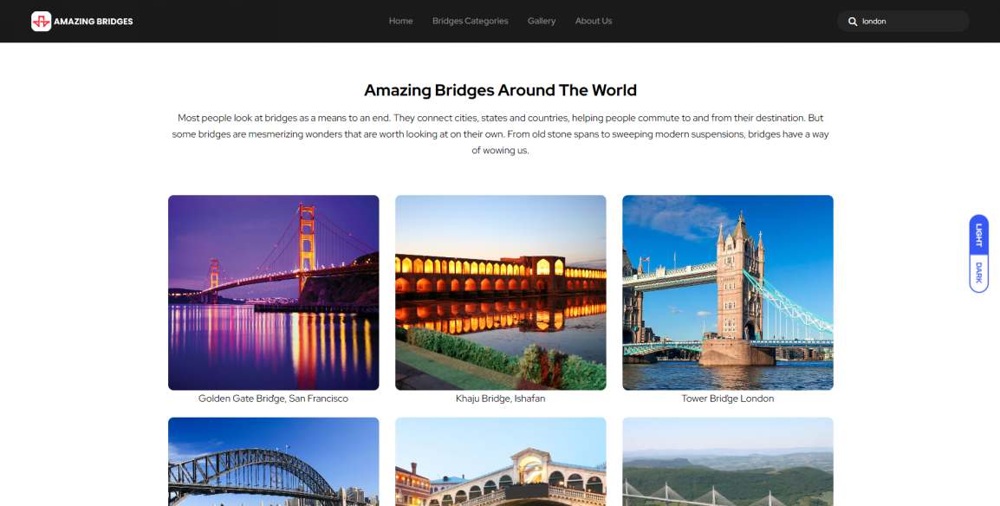 AMAZING BRIDGES
Home
Bridges Categories
Gallery
About Us
london
Amazing Bridges Around The World
Most people look at bridges as a means to an end. They connect cities, states and countries, helping people commute to and from their destination. But
some bridges are mesmerizing wonders that are worth looking at on their own. From old stone spans to sweeping modern suspensions, bridges have a way
of wowing us.
LIGHT
DARK
Golden Gate Bridge, San Francisco
Khaju Bridge, Ishafan
Tower Bridge London